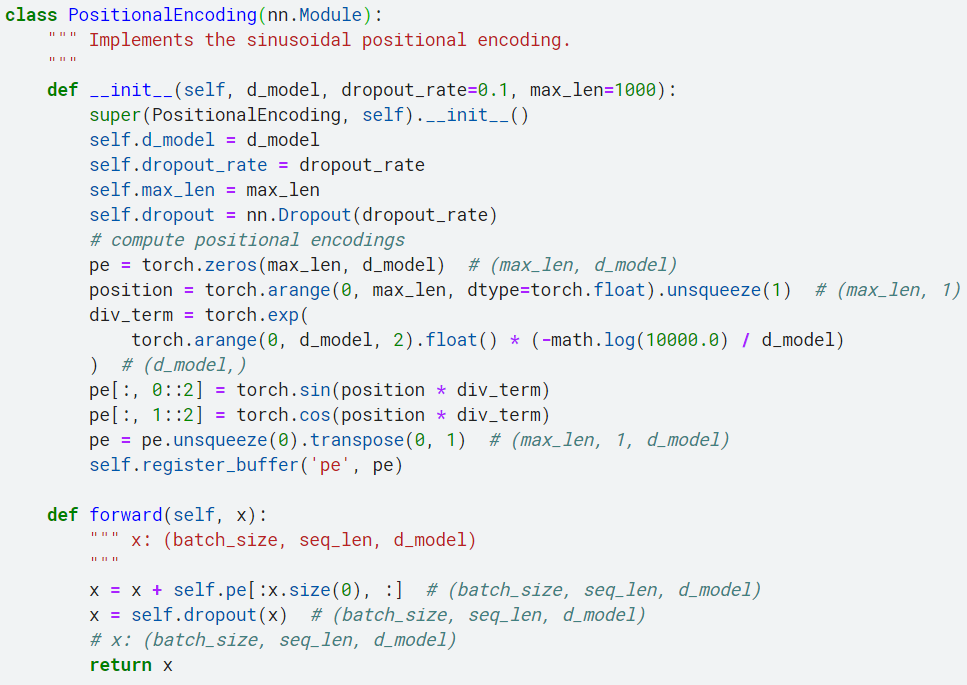 class PositionalEncoding(nn.Module):
    """ Implements the sinusoidal positional encoding.
    """
    def __init__(self, d_model, dropout_rate=0.1, max_len=1000):
        super(PositionalEncoding, self).__init__()
        self.d_model = d_model
        self.dropout_rate = dropout_rate
        self.max_len = max_len
        self.dropout = nn.Dropout(dropout_rate)
        # compute positional encodings
        pe = torch.zeros(max_len, d_model)  # (max_len, d_model)
        position = torch.arange(0, max_len, dtype=torch.float).unsqueeze(1)  # (max_len, 1)
        div_term = torch.exp(
            torch.arange(0, d_model, 2).float() * (-math.log(10000.0) / d_model)
        )  # (d_model,)
        pe[:, 0::2] = torch.sin(position * div_term)
        pe[:, 1::2] = torch.cos(position * div_term)
        pe = pe.unsqueeze(0).transpose(0, 1)  # (max_len, 1, d_model)
        self.register_buffer('pe', pe)

    def forward(self, x):
        """ x: (batch_size, seq_len, d_model)
        """
        x = x + self.pe[:x.size(0), :]  # (batch_size, seq_len, d_model)
        x = self.dropout(x)  # (batch_size, seq_len, d_model)
        # x: (batch_size, seq_len, d_model)
        return x